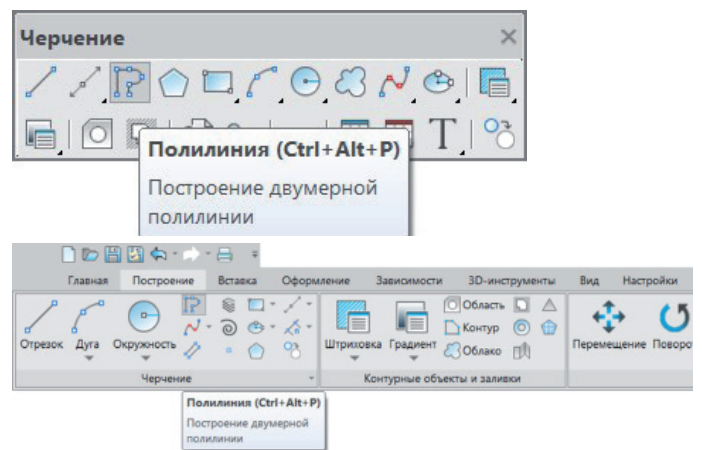 Черчение
T
Полилиния (Ctrl+Alt+P)
Построение двумерной
полилинии
Главная Построение Вставка Оформление Зависимости 3D-инструменты Вид Настройки
Область
Контур
Отрезок Дуга Окружность Штриховка Градиент Облако Перемещение
Черчение Контурные объекты и заливки
Полилиния (Ctrl+Alt+P)
Построение двумерной
полилинии